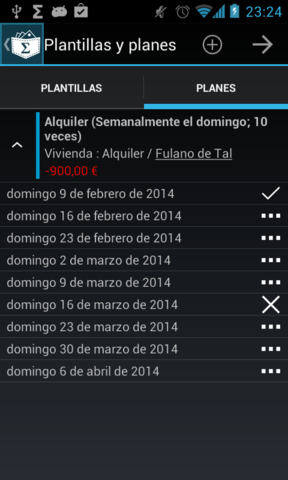 23:24
Plantillas y planes
PLANTILLAS
PLANES
Alquiler (Semanalmente el domingo; 10
veces)
Vivienda : Alquiler / Fulano de Tal
-900,00 €
domingo 9 de febrero de 2014
domingo 16 de febrero de 2014
domingo 23 de febrero de 2014
domingo 2 de marzo de 2014
domingo 9 de marzo de 2014
domingo 16 de marzo de 2014
domingo 23 de marzo de 2014
domingo 30 de marzo de 2014
domingo 6 de abril de 2014